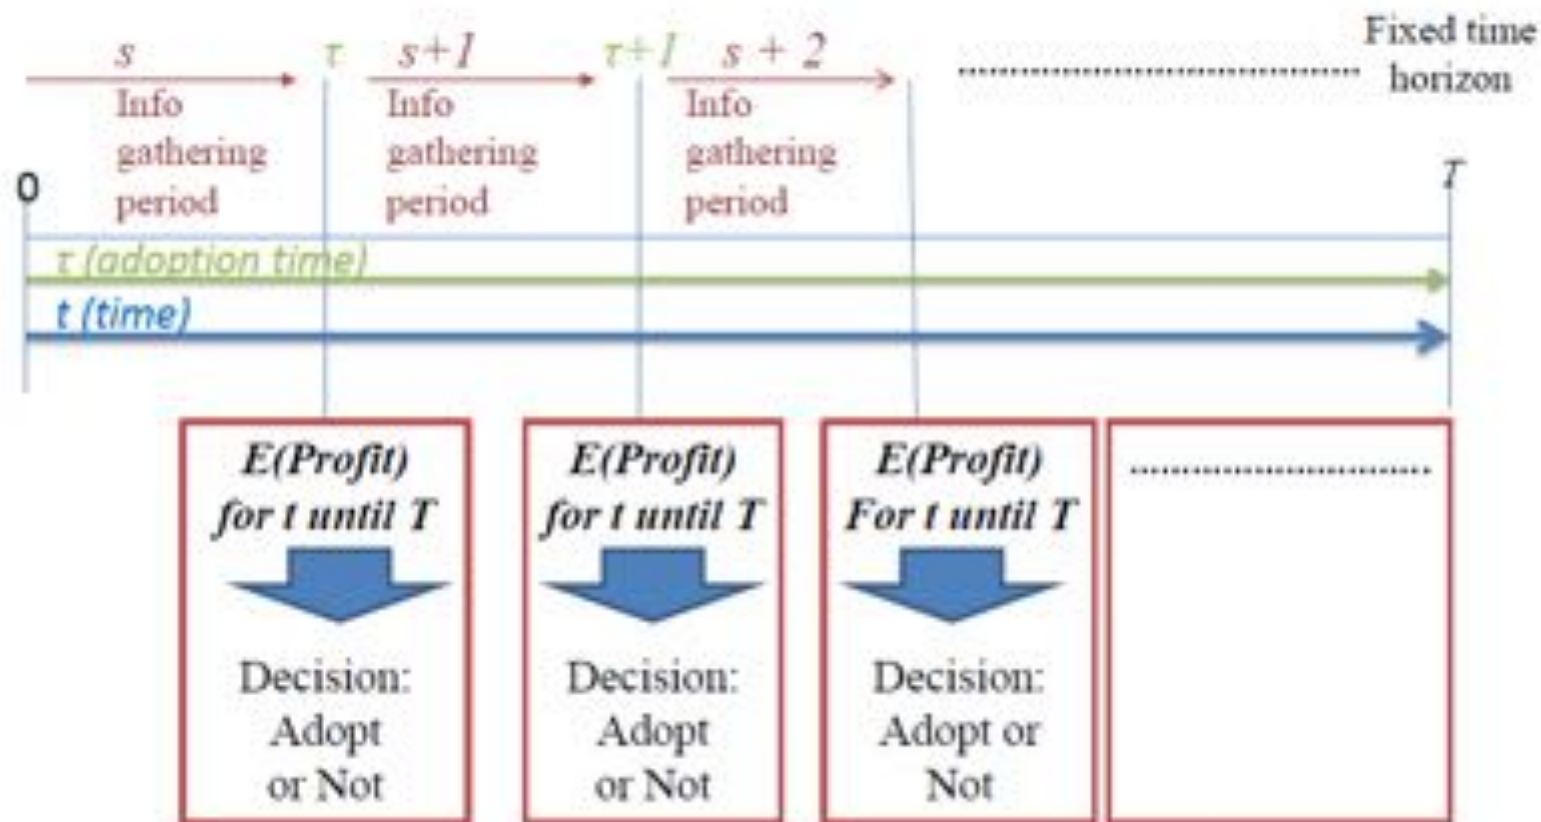 s
τ
s+1
τ+1
s + 2
Fixed time
horizon
Info
gathering
period
Info
gathering
period
Info
gathering
period
0
T
τ (adoption time)
t (time)
E(Profit)
for t until T
Decision:
Adopt
or Not
E(Profit)
for t until T
Decision:
Adopt
or Not
E(Profit)
For t until T
Decision:
Adopt or
Not